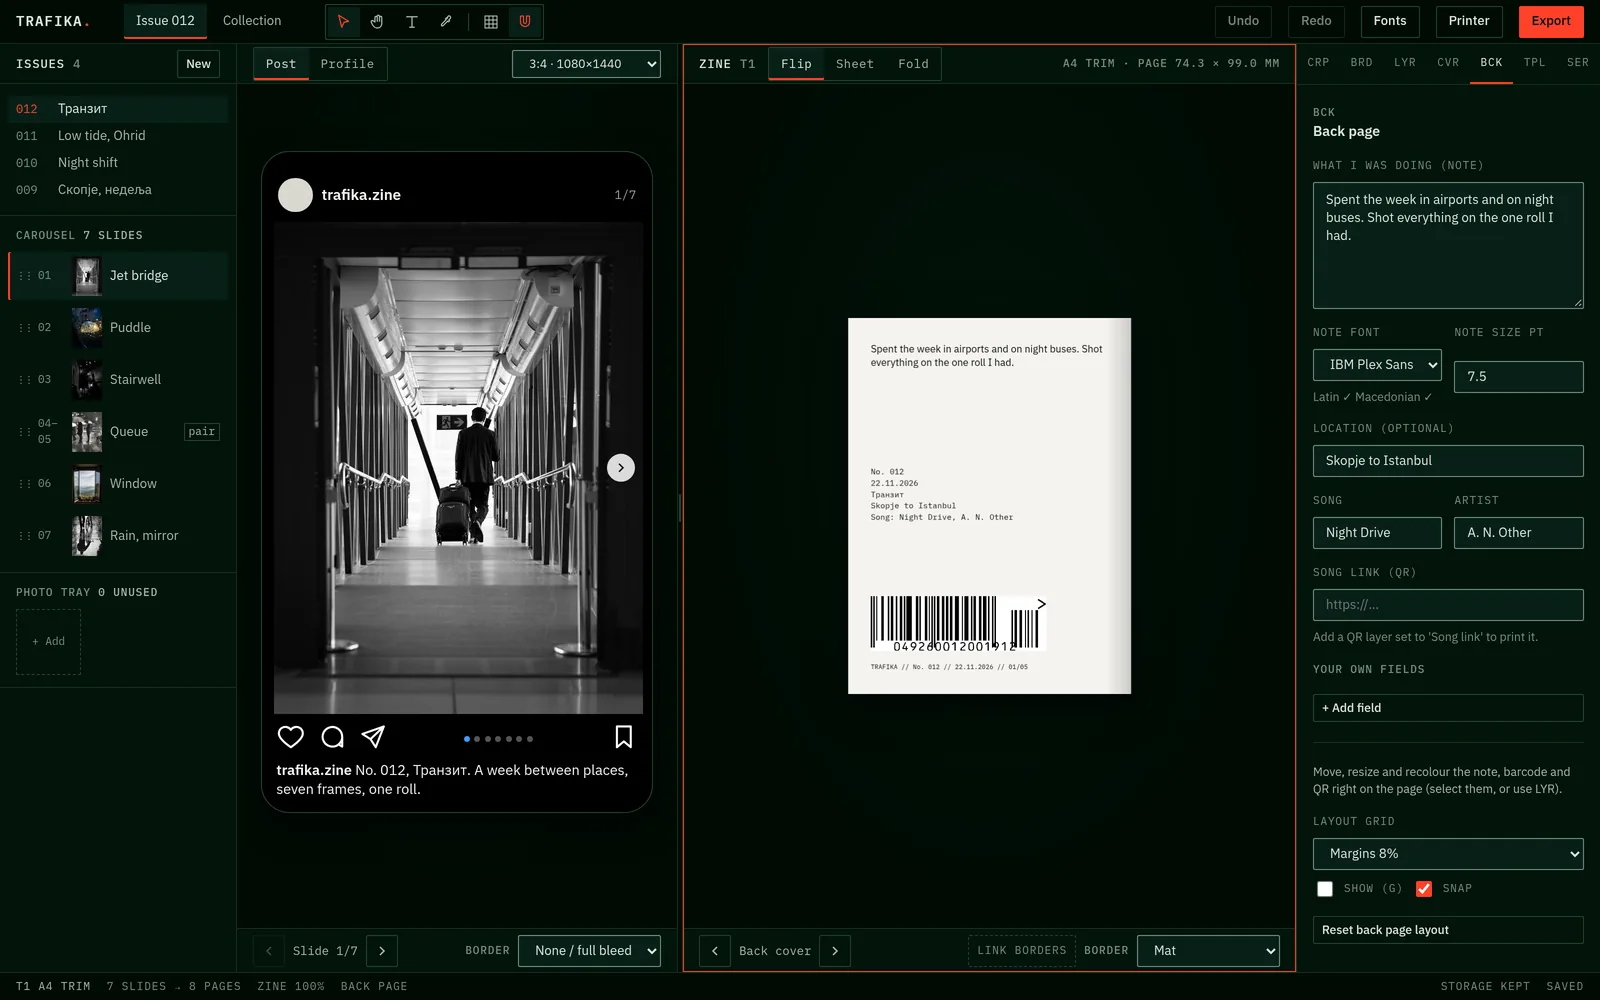 TRAFIKA.
Issue 012
Collection
Undo
Redo
Fonts
Printer
Export
ISSUES 4
New
012 Транзит
011 Low tide, Ohrid
010 Night shift
009 Скопје, недеља
CAROUSEL 7 SLIDES
01 Jet bridge
02 Puddle
03 Stairwell
04–
05 Queue pair
06 Window
07 Rain, mirror
PHOTO TRAY 0 UNUSED
+ Add
Post
Profile
3:4 · 1080×1440
trafika.zine
1/7
trafika.zine No. 012, Транзит. A week between places,
seven frames, one roll.
Slide 1/7
BORDER
None / full bleed
ZINE T1
Flip
Sheet
Fold
A4 TRIM · PAGE 74.3 × 99.0 MM
Spent the week in airports and on night buses. Shot
everything on the one roll I had.
No. 012
22.11.2026
Транзит
Skopje to Istanbul
Song: Night Drive, A. N. Other
TRAFIKA // No. 012 // 22.11.2026 // 01/05
Back cover
LINK BORDERS
BORDER
Mat
CRP
BRD
LYR
CVR
BCK
TPL
SER
BCK
Back page
WHAT I WAS DOING (NOTE)
Spent the week in airports and on night
buses. Shot everything on the one roll I
had.
NOTE FONT
NOTE SIZE PT
IBM Plex Sans
7.5
Latin ✓ Macedonian ✓
LOCATION (OPTIONAL)
Skopje to Istanbul
SONG
ARTIST
Night Drive
A. N. Other
SONG LINK (QR)
https://…
Add a QR layer set to 'Song link' to print it.
YOUR OWN FIELDS
+ Add field
Move, resize and recolour the note, barcode and
QR right on the page (select them, or use LYR).
LAYOUT GRID
Margins 8%
SHOW (G)
SNAP
Reset back page layout
T1 A4 TRIM
7 SLIDES → 8 PAGES
ZINE 100%
BACK PAGE
STORAGE KEPT
SAVED